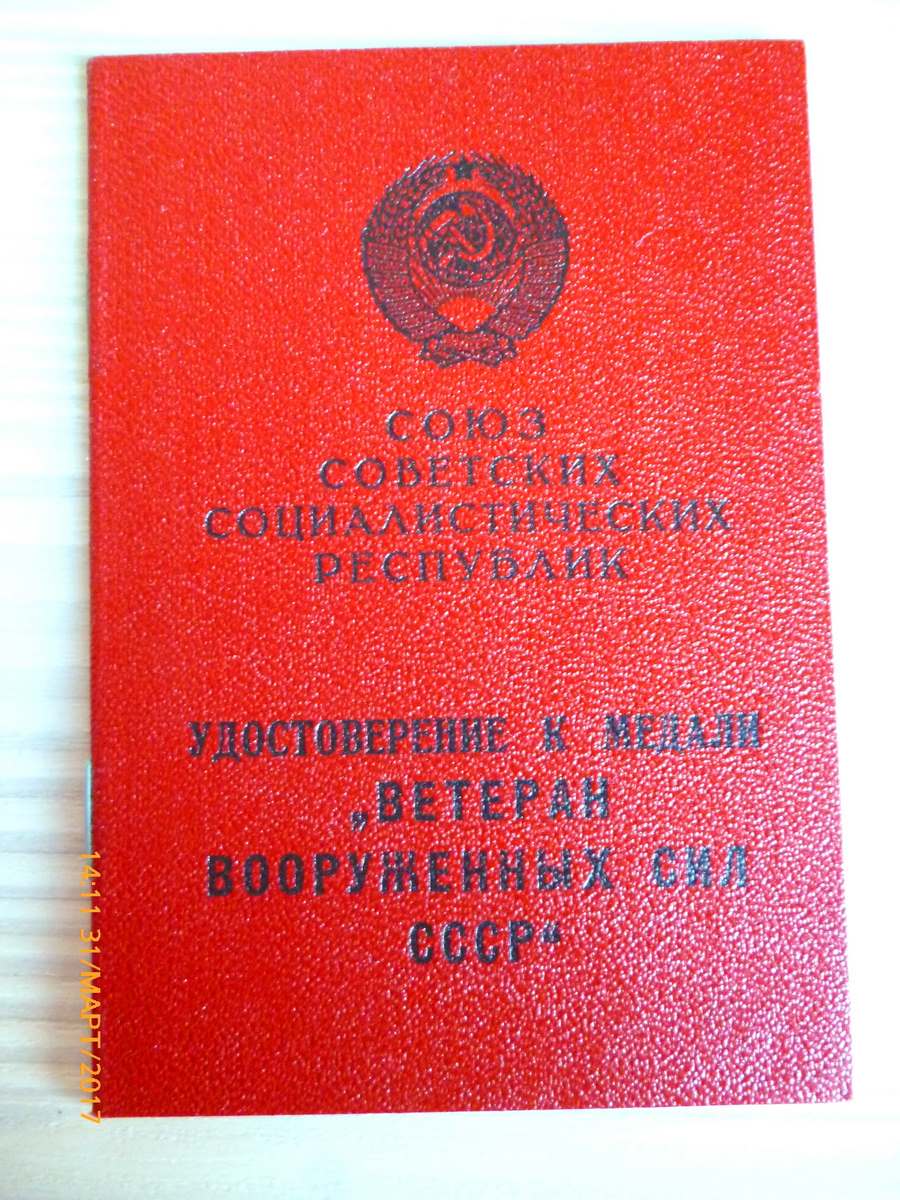 СОЮЗ
СОВЕТСКИХ
СОЦИАЛИСТИЧЕСКИХ
РЕСПУБЛИК
УДОСТОВЕРЕНИЕ К МЕДАЛИ
„ВЕТЕРАН
ВООРУЖЕННЫХ СИЛ
СССР“
14:11 31/МАРТ/2017